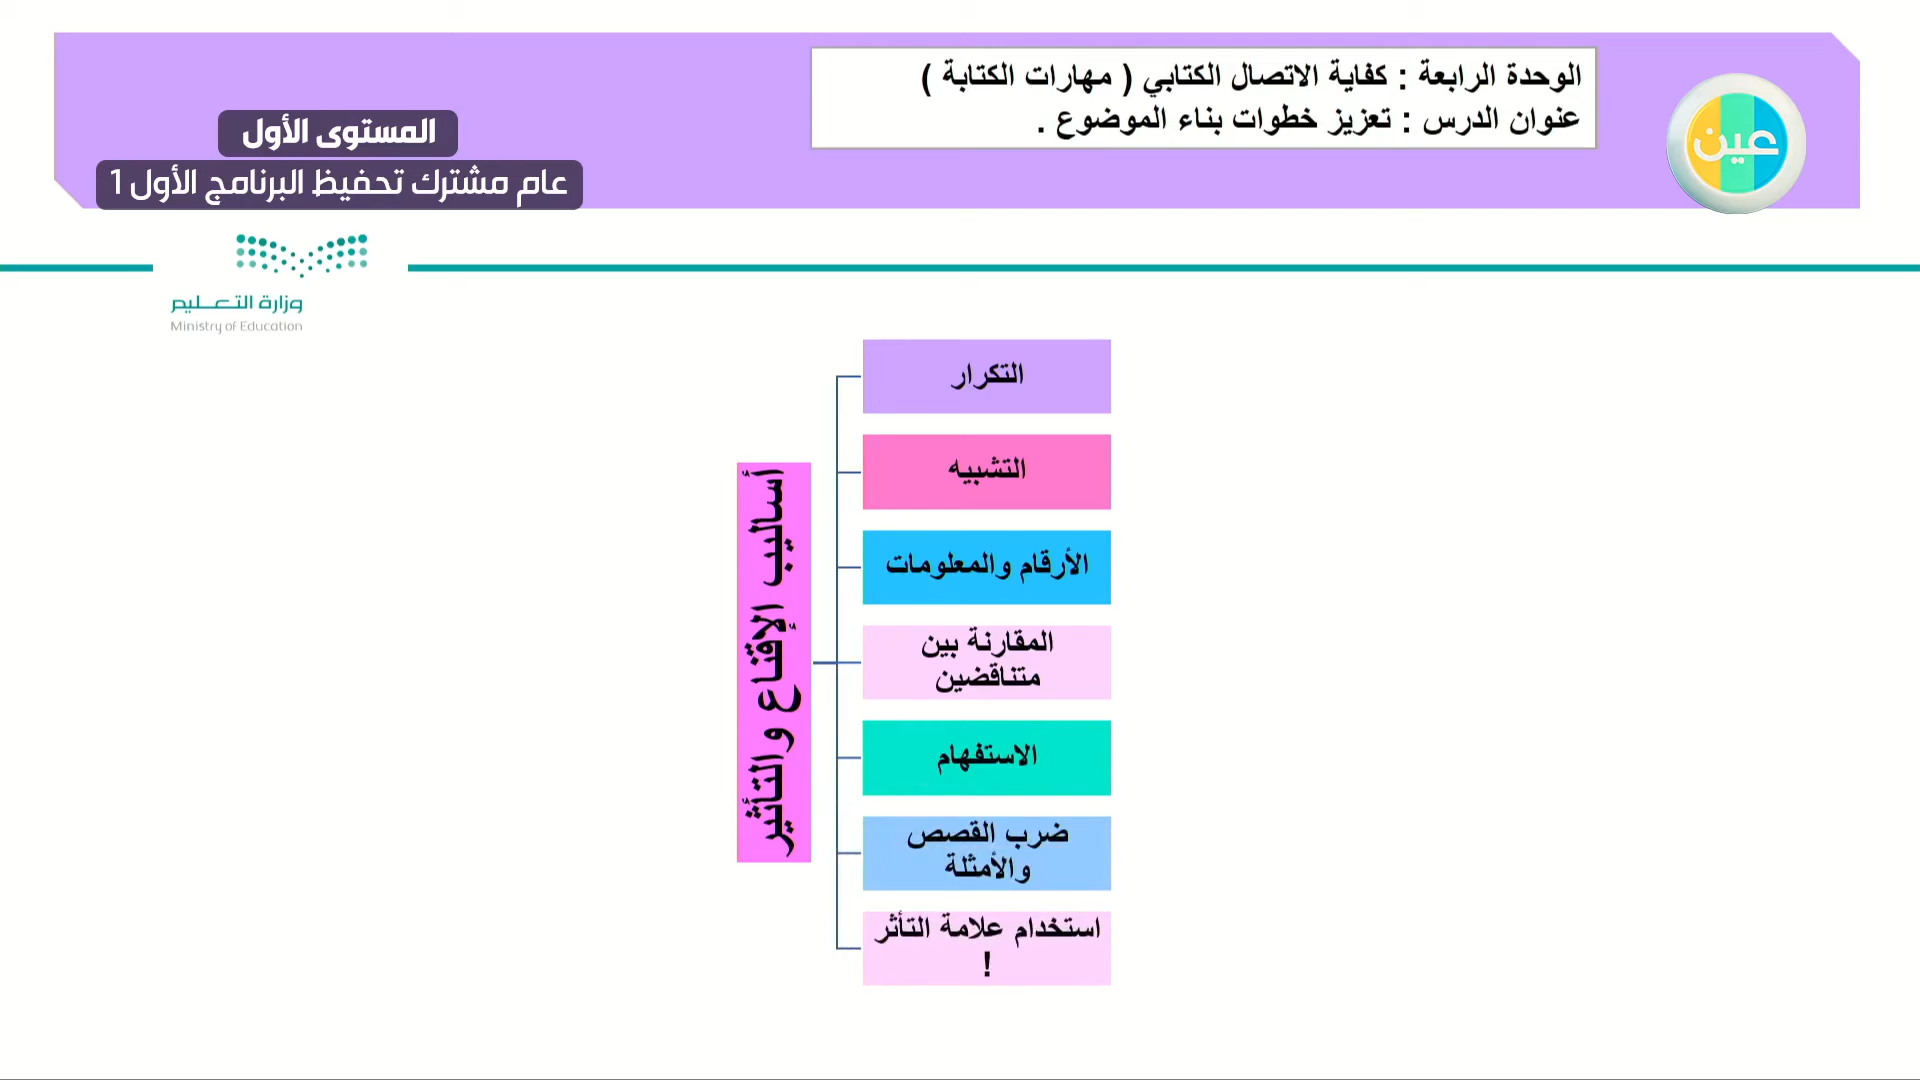 الوحدة الرابعة : كفاية الاتصال الكتابي ( مهارات الكتابة )
عنوان الدرس : تعزيز خطوات بناء الموضوع .
عين
المستوى الأول
عام مشترك تحفيظ البرنامج الأول 1
وزارة التعليم
Ministry of Education
أساليب الإقناع والتأثير
التكرار
التشبيه
الأرقام والمعلومات
المقارنة بين
متناقضين
الاستفهام
ضرب القصص
والأمثلة
استخدام علامة التأثر
!